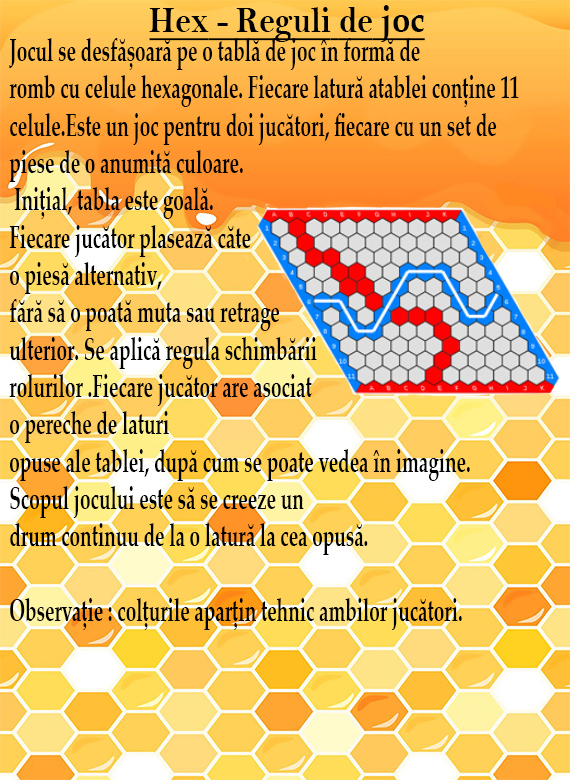 Hex - Reguli de joc
Jocul se desfășoară pe o tablă de joc în formă de
romb cu celule hexagonale. Fiecare latură atablei conține 11
celule.Este un joc pentru doi jucători, fiecare cu un set de
piese de o anumită culoare.
Inițial, tabla este goală.
Fiecare jucător plasează câte
o piesă alternativ,
fără să o poată muta sau retrage
ulterior. Se aplică regula schimbării
rolurilor .Fiecare jucător are asociat
o pereche de laturi
opuse ale tablei, după cum se poate vedea în imagine.
Scopul jocului este să se creeze un
drum continuu de la o latură la cea opusă.
Observație : colțurile aparțin tehnic ambilor jucători.